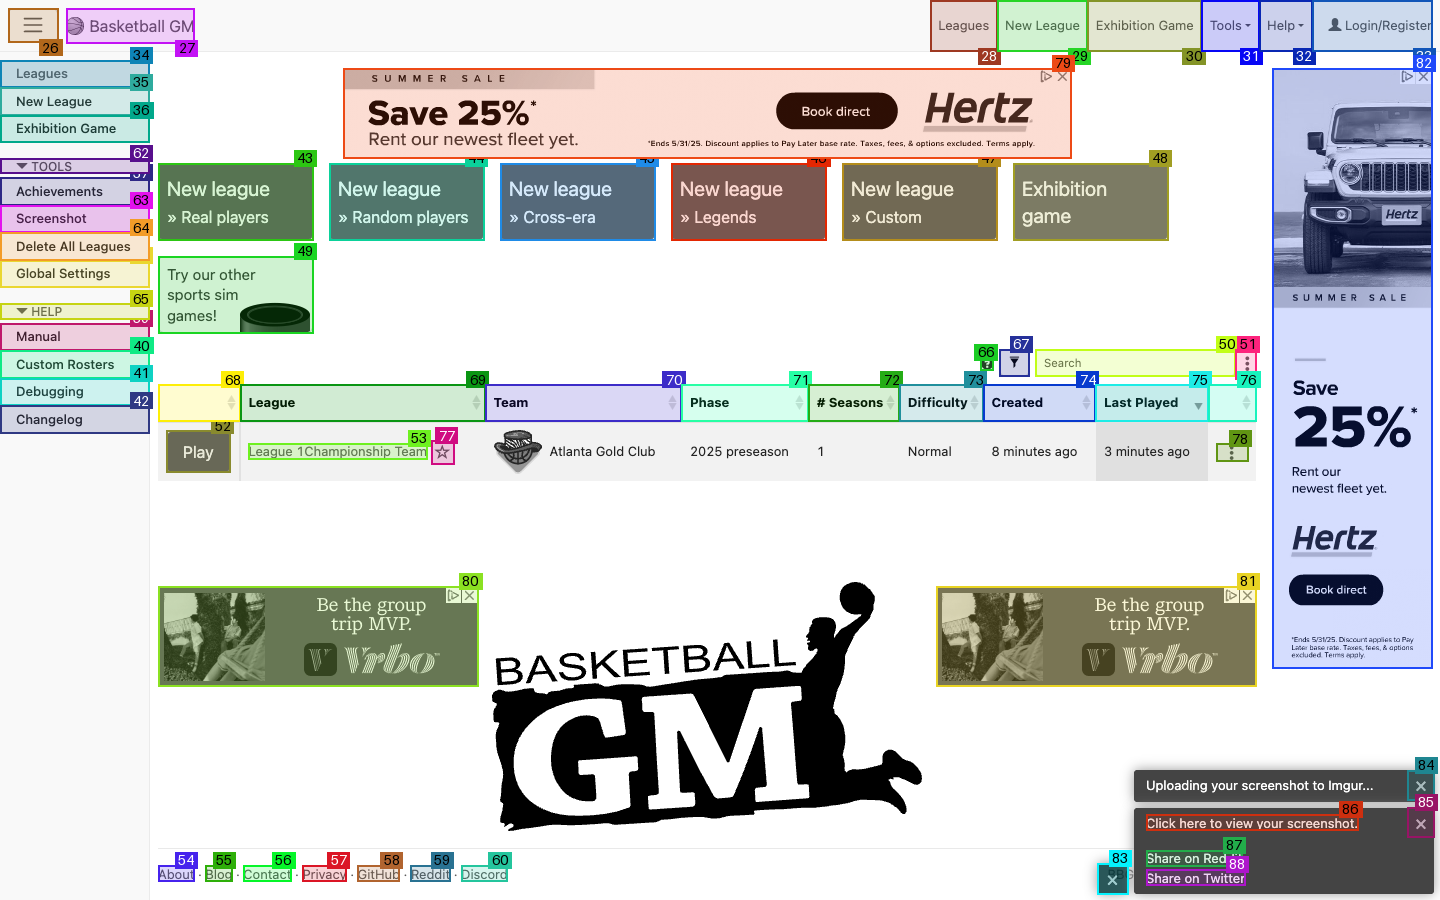 26
Basketball GM
27
Leagues
28
New League
29
Exhibition Game
30
Tools
31
Help
32
Login/Register
82
34
Leagues
35
New League
36
Exhibition Game
62
TOOLS
Achievements
63
Screenshot
64
Delete All Leagues
Global Settings
65
HELP
Manual
40
Custom Rosters
41
Debugging
42
Changelog
79
SUMMER SALE
Save 25%*
Rent our newest fleet yet.
Book direct
Hertz
*Ends 5/31/25. Discount applies to Pay Later base rate. Taxes, fees, & options excluded. Terms apply.
43
New league
» Real players
44
New league
» Random players
New league
» Cross-era
New league
» Legends
47
New league
» Custom
48
Exhibition
game
49
Try our other
sports sim
games!
66
67
Search
50
51
68
League
69
Team
70
Phase
71
# Seasons
72
Difficulty
73
Created
74
Last Played
75
76
52
Play
League 1Championship Team
53
77
Atlanta Gold Club
2025 preseason
1
Normal
8 minutes ago
3 minutes ago
78
80
Be the group
trip MVP.
V Vrbo
BASKETBALL
GM
81
Be the group
trip MVP.
V Vrbo
Hertz
SUMMER SALE
Save
25%*
Rent our
newest fleet yet.
Hertz
Book direct
*Ends 5/31/25. Discount applies to Pay
Later base rate. Taxes, fees, & options
excluded. Terms apply.
84
Uploading your screenshot to Imgur...
85
86
Click here to view your screenshot.
87
Share on Red
88
Share on Twitter
83
54
55
56
57
58
59
60
About · Blog · Contact · Privacy · GitHub · Reddit · Discord